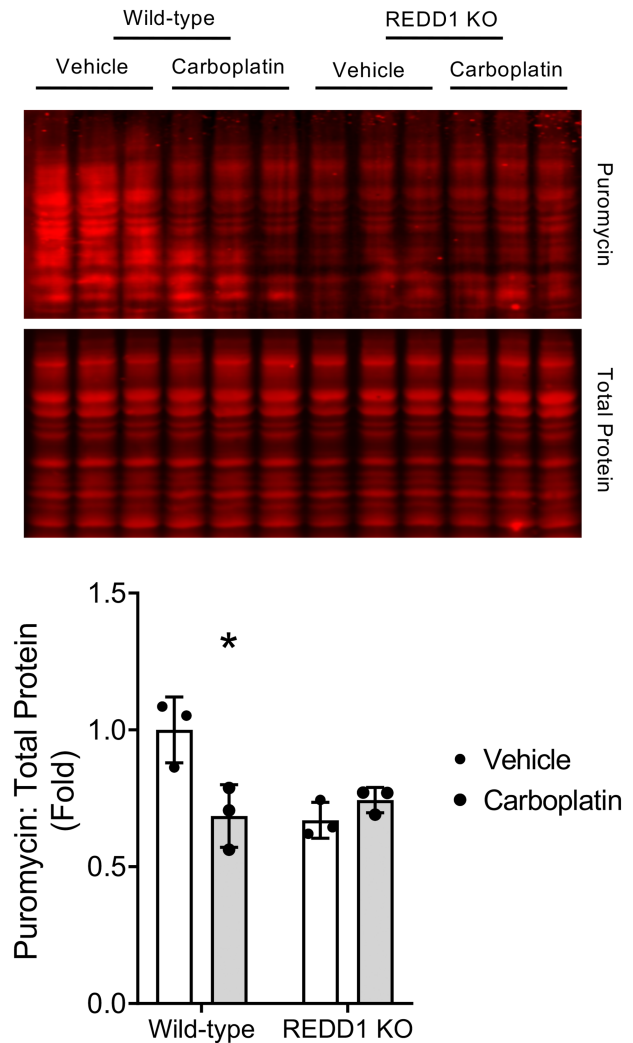 Wild-type REDD1 KO
Vehicle Carboplatin Vehicle Carboplatin
Puromycin
Total Protein
Puromycin: Total Protein
(Fold)
1.5
1.0
0.5
0.0
*
Vehicle
Carboplatin
Wild-type REDD1 KO